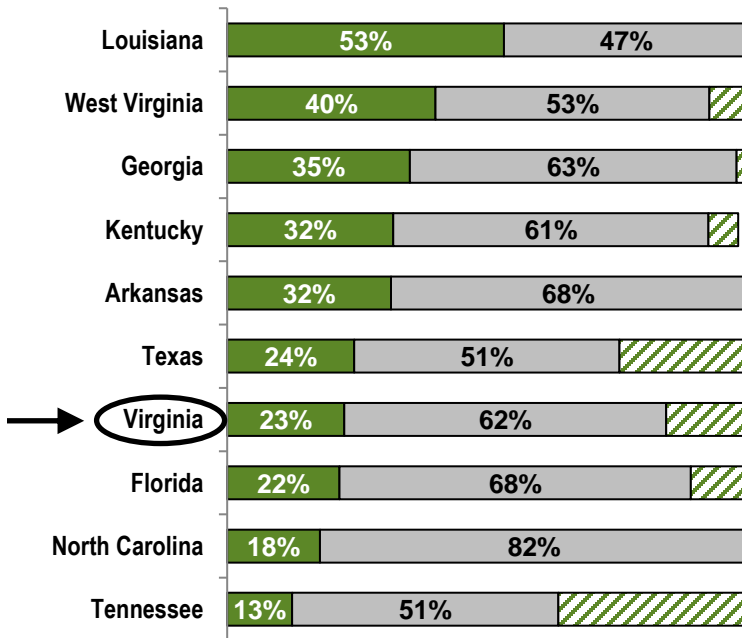 Louisiana 53% 47%
West Virginia 40% 53%
Georgia 35% 63%
Kentucky 32% 61%
Arkansas 32% 68%
Texas 24% 51%
Virginia 23% 62%
Florida 22% 68%
North Carolina 18% 82%
Tennessee 13% 51%